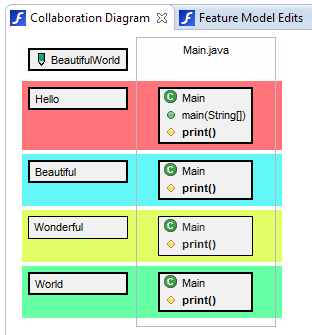 Collaboration Diagram
Feature Model Edits
BeautifulWorld
Main.java
Hello
Main
main(String[])
print()
Beautiful
Main
print()
Wonderful
Main
print()
World
Main
print()